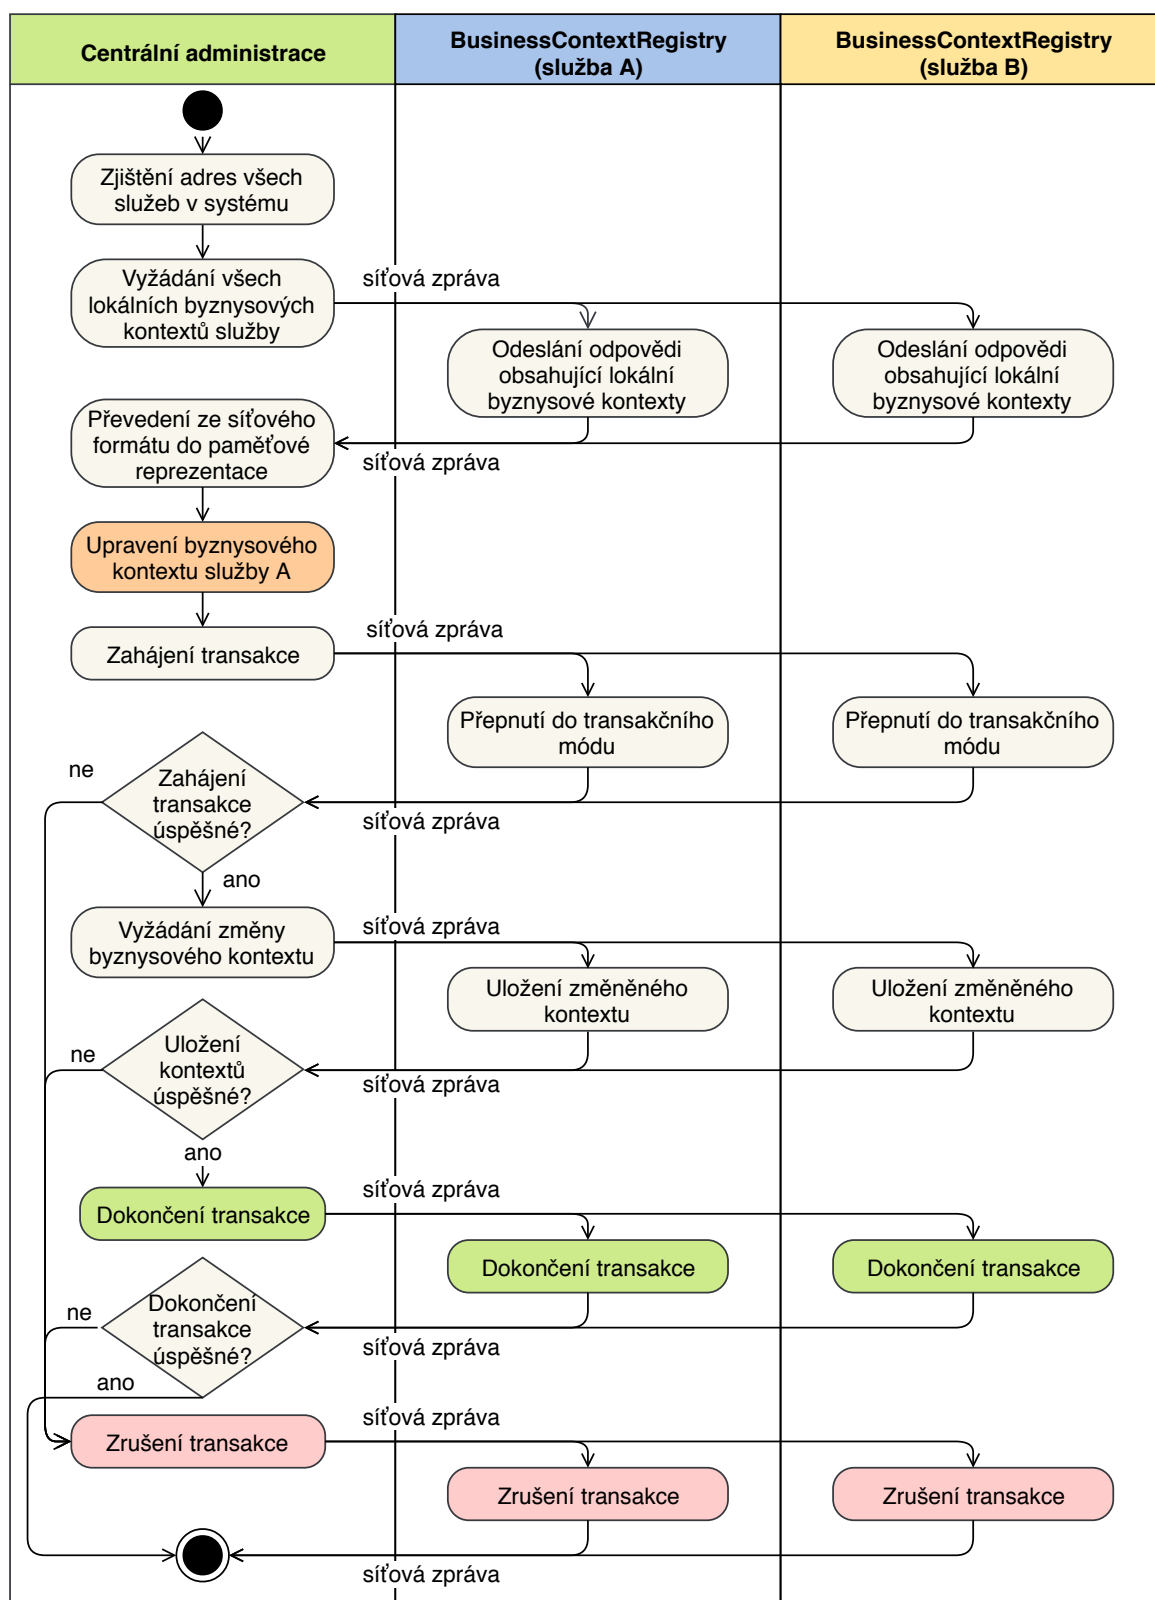 Centrální administrace
BusinessContextRegistry
(služba A)
BusinessContextRegistry
(služba B)
Zjištění adres všech
služeb v systému
Vyžádání všech
lokálních byznysových
kontextů služby
síťová zpráva
Odeslání odpovědi
obsahující lokální
byznysové kontexty
Odeslání odpovědi
obsahující lokální
byznysové kontexty
Převedení ze síťového
formátu do paměťové
reprezentace
síťová zpráva
Upravení byznysového
kontextu služby A
Zahájení transakce
síťová zpráva
Přepnutí do transakčního
módu
Přepnutí do transakčního
módu
ne
Zahájení
transakce
úspěšné?
síťová zpráva
ano
Vyžádání změny
byznysového kontextu
síťová zpráva
Uložení změněného
kontextu
Uložení změněného
kontextu
ne
Uložení
kontextů
úspěšné?
síťová zpráva
ano
Dokončení transakce
síťová zpráva
Dokončení transakce
Dokončení transakce
ne
Dokončení
transakce
úspěšné?
síťová zpráva
ano
Zrušení transakce
síťová zpráva
Zrušení transakce
Zrušení transakce
síťová zpráva